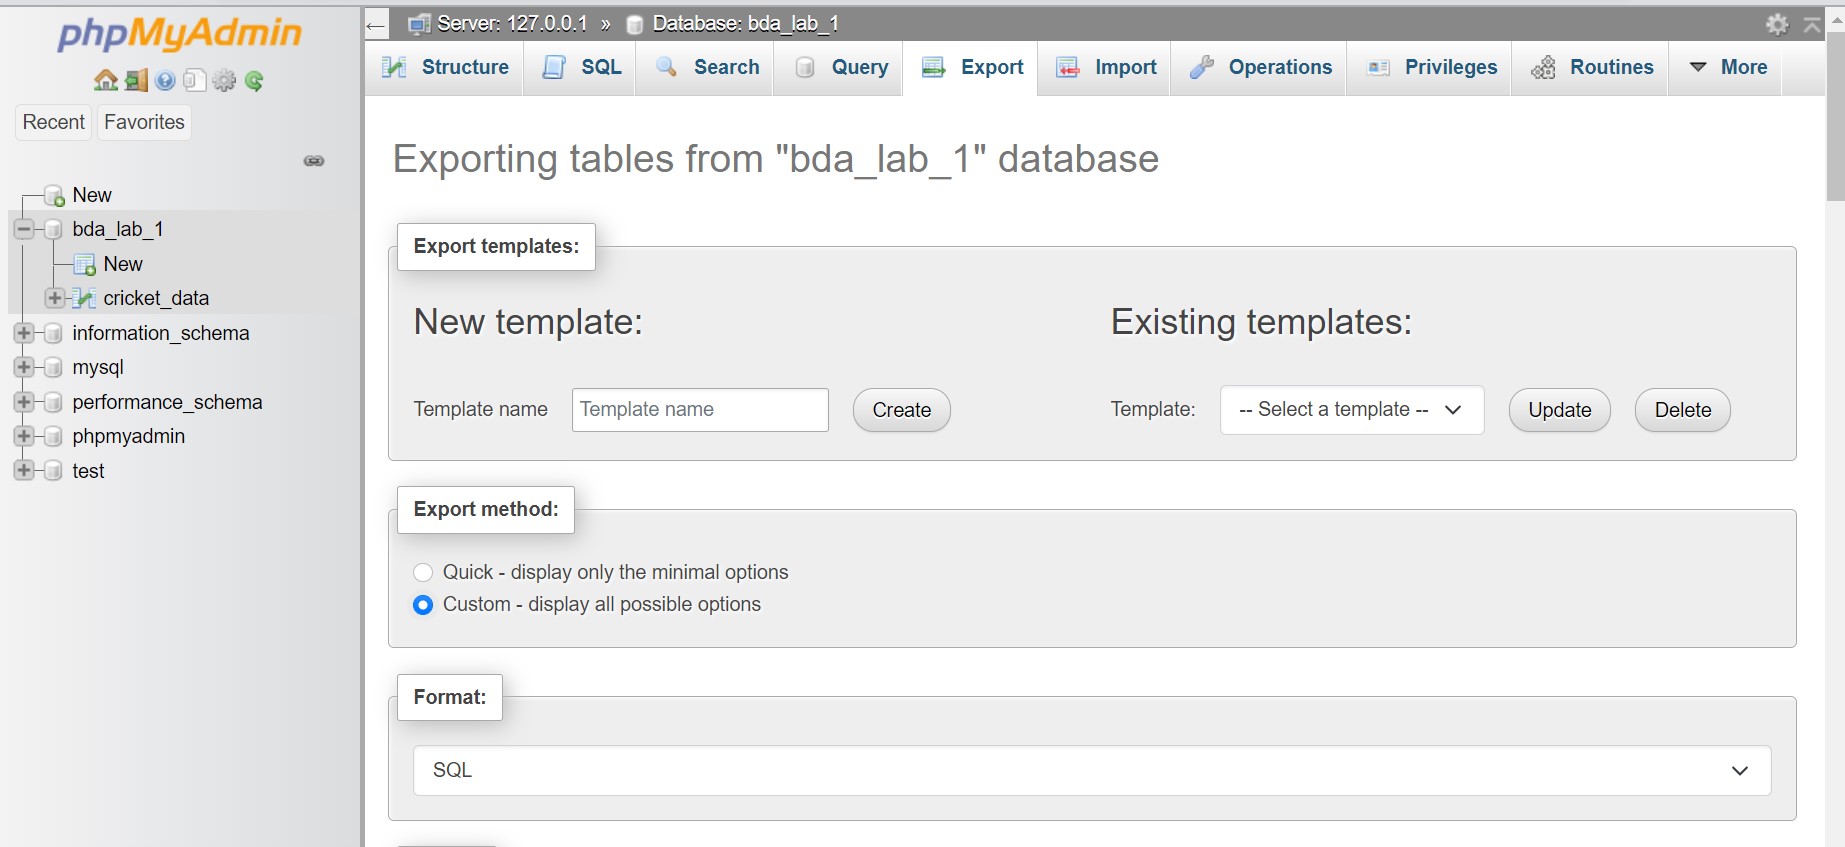 phpMyAdmin
Recent Favorites
New
bda_lab_1
New
cricket_data
information_schema
mysql
performance_schema
phpmyadmin
test
Server: 127.0.0.1 » Database: bda_lab_1
Structure SQL Search Query Export Import Operations Privileges Routines More
Exporting tables from "bda_lab_1" database
Export templates:
New template:
Template name Template name Create
Existing templates:
Template: -- Select a template -- Update Delete
Export method:
Quick - display only the minimal options
Custom - display all possible options
Format:
SQL